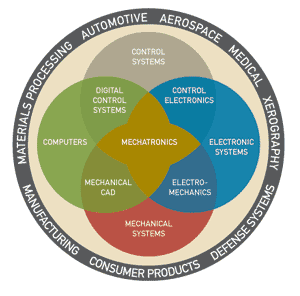 MATERIALS PROCESSING
AUTOMOTIVE
AEROSPACE
MEDICAL
XEROGRAPHY
DEFENSE SYSTEMS
CONSUMER PRODUCTS
MANUFACTURING
CONTROL
SYSTEMS
DIGITAL
CONTROL
SYSTEMS
CONTROL
ELECTRONICS
COMPUTERS
MECHATRONICS
ELECTRONIC
SYSTEMS
MECHANICAL
CAD
ELECTRO-
MECHANICS
MECHANICAL
SYSTEMS